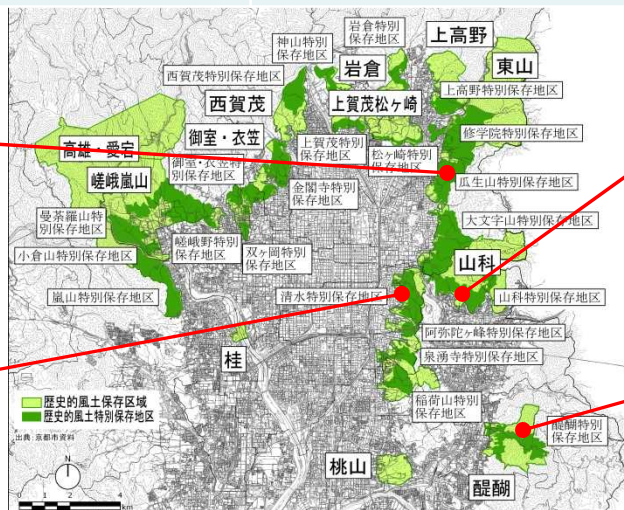 岩倉特別
保存地区
神山特別
保存地区
上高野
岩倉
東山
西賀茂特別保存地区
上高野特別保存地区
西賀茂
上賀茂松ヶ崎
修学院特別
保存地区
御室・衣笠
上賀茂特別
保存地区
松ヶ崎特別
保存地区
高雄・愛宕
御室・衣笠特
別保存地区
瓜生山特別保存地区
嵯峨嵐山
金閣寺特別
保存地区
曼荼羅山特
別保存地区
大文字山特別
保存地区
嵯峨野特別
保存地区
双ヶ岡特別
保存地区
小倉山特別保存地区
山科
嵐山特別保存地区
清水特別保存地区
山科特別
保存地区
阿弥陀ヶ峰特別保存地区
桂
泉湧寺特別保存地区
稲荷山特別
保存地区
歴史的風土保存区域
歴史的風土特別保存地区
出典:京都市資料
醍醐特別
保存地区
N
桃山
醍醐
0 1 2 4
km